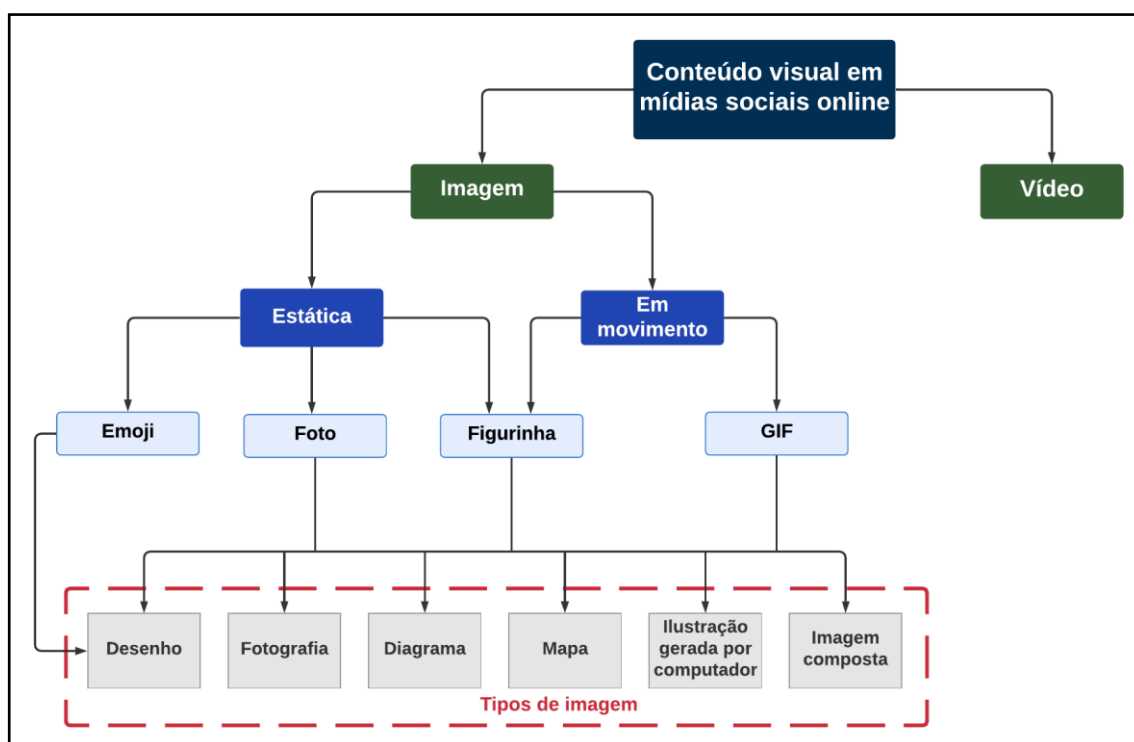 Conteúdo visual em
mídias sociais online
Imagem
Vídeo
Estática
Em
movimento
Emoji
Foto
Figurinha
GIF
Desenho
Fotografia
Diagrama
Mapa
Ilustração
gerada por
computador
Imagem
composta
Tipos de imagem